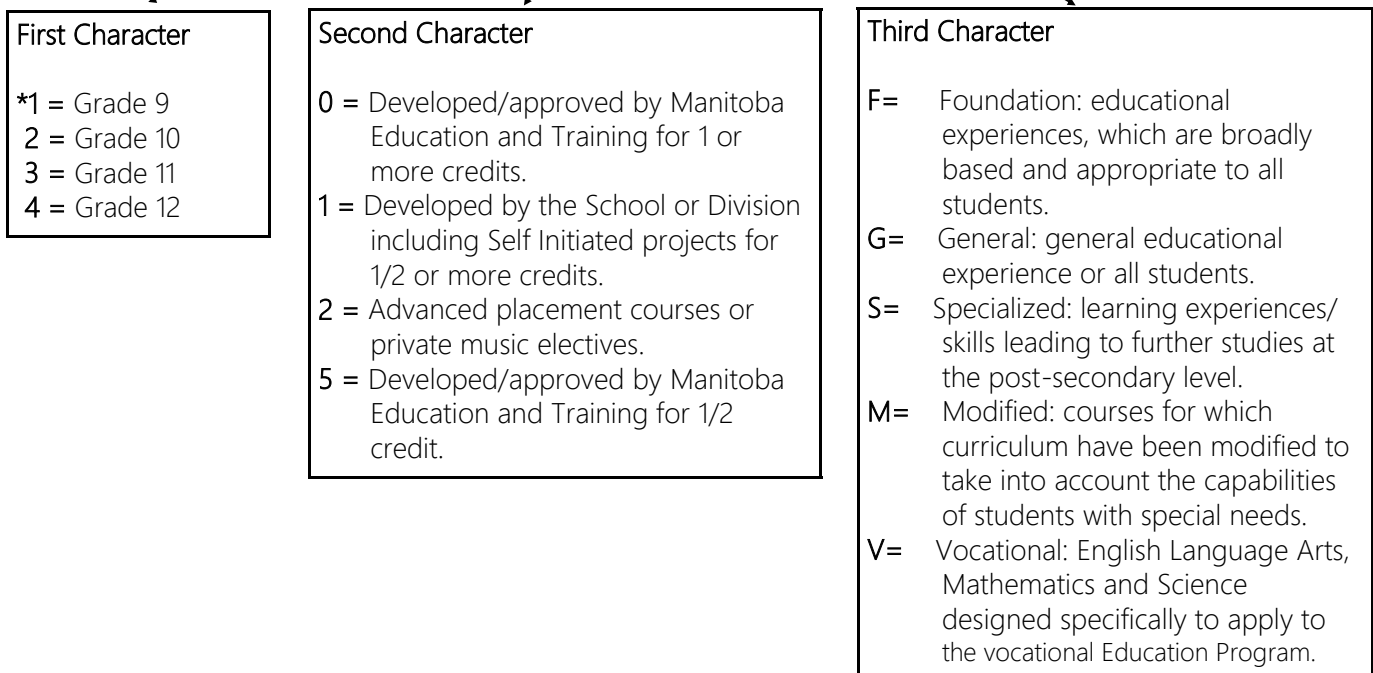 First Character
*1 = Grade 9
2 = Grade 10
3 = Grade 11
4 = Grade 12
Second Character
0 = Developed/approved by Manitoba
Education and Training for 1 or
more credits.
1 = Developed by the School or Division
including Self Initiated projects for
1/2 or more credits.
2 = Advanced placement courses or
private music electives.
5 = Developed/approved by Manitoba
Education and Training for 1/2
credit.
Third Character
F= Foundation: educational
experiences, which are broadly
based and appropriate to all
students.
G= General: general educational
experience or all students.
S= Specialized: learning experiences/
skills leading to further studies at
the post-secondary level.
M= Modified: courses for which
curriculum have been modified to
take into account the capabilities
of students with special needs.
V= Vocational: English Language Arts,
Mathematics and Science
designed specifically to apply to
the vocational Education Program.